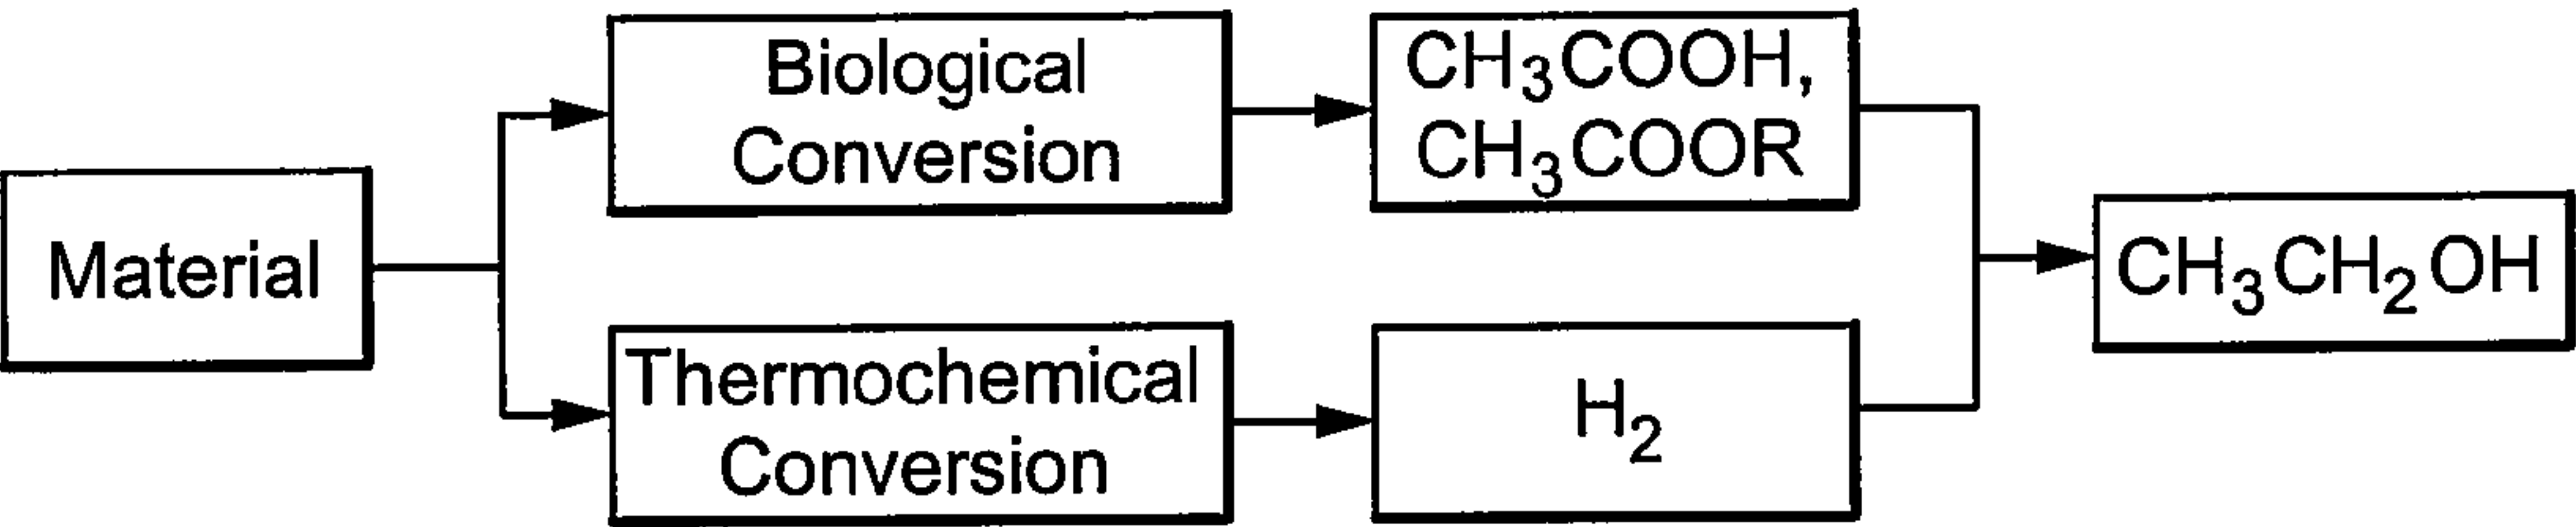 Material
Biological
Conversion
CH₃COOH,
CH₃COOR
Thermochemical
Conversion
H₂
CH₃CH₂OH